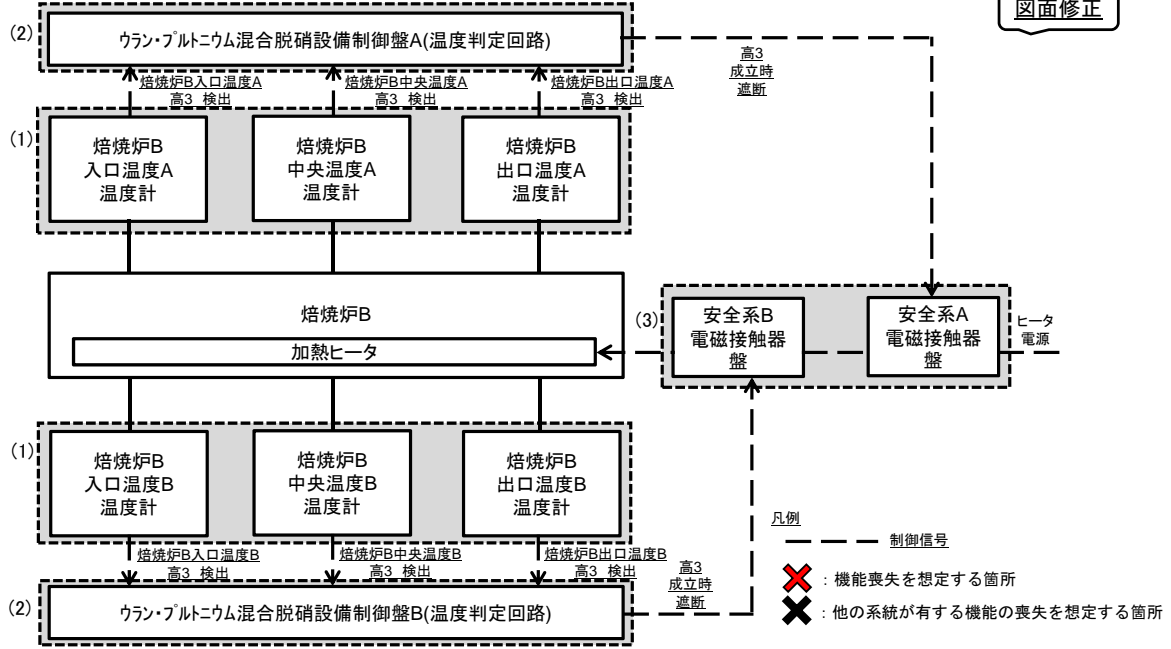 図面修正
(2)
ウラン・プルトニウム混合脱硝設備制御盤A(温度判定回路)
高3
成立時
遮断
焙焼炉B入口温度A
高3 検出
焙焼炉B中央温度A
高3 検出
焙焼炉B出口温度A
高3 検出
(1)
焙焼炉B
入口温度A
温度計
焙焼炉B
中央温度A
温度計
焙焼炉B
出口温度A
温度計
焙焼炉B
加熱ヒータ
(3)
安全系B
電磁接触器
盤
安全系A
電磁接触器
盤
ヒータ
電源
(1)
焙焼炉B
入口温度B
温度計
焙焼炉B
中央温度B
温度計
焙焼炉B
出口温度B
温度計
焙焼炉B入口温度B
高3 検出
焙焼炉B中央温度B
高3 検出
焙焼炉B出口温度B
高3 検出
高3
成立時
遮断
(2)
ウラン・プルトニウム混合脱硝設備制御盤B(温度判定回路)
凡例
制御信号
：機能喪失を想定する箇所
：他の系統が有する機能の喪失を想定する箇所